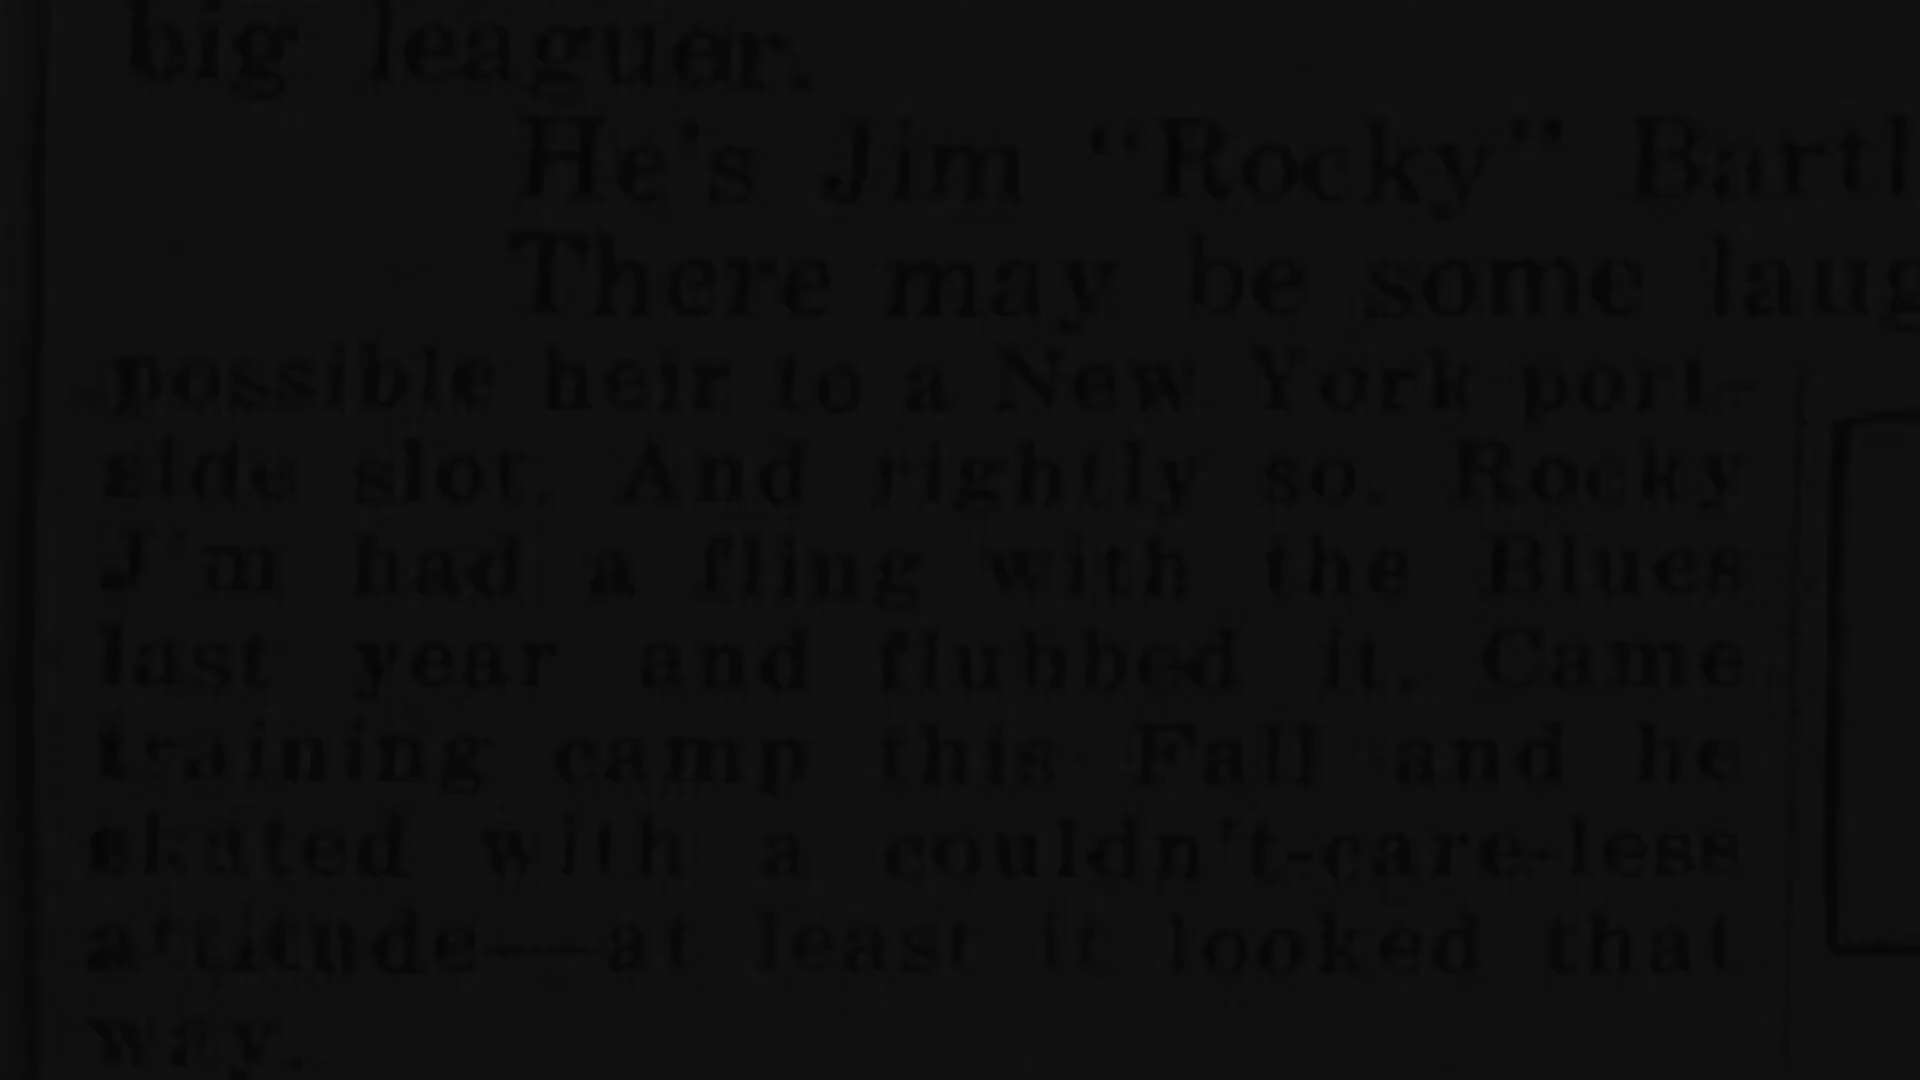 big leaguer.
He's Jim "Rocky"
There may be some
possible heir to a New York port-
side slot. And rightly so. Rocky
J'm had a fling with the Blues
last year and flubbed it. Came
training camp this Fall and he
skated with a couldn't-care-less
attitude—at least it looked that
way.